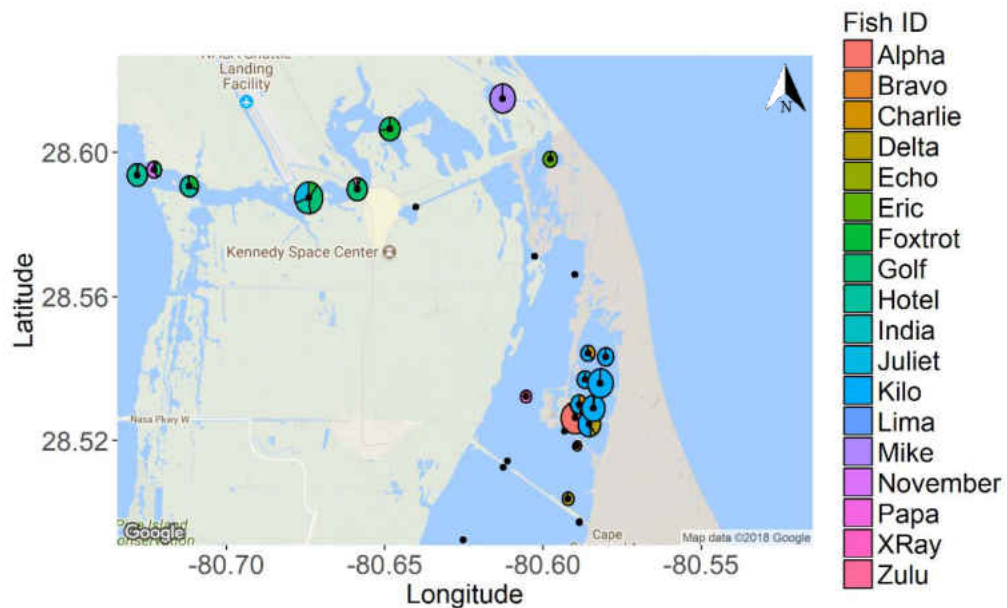 Fish ID
Alpha
Bravo
Charlie
Delta
Echo
Eric
Foxtrot
Golf
Hotel
India
Juliet
Kilo
Lima
Mike
November
Papa
XRay
Zulu
Landing
Facility
N
Kennedy Space Center
Nasa Pkwy W
Google
Cape
Map data ©2018 Google
Latitude
28.60
28.56
28.52
-80.70
-80.65
-80.60
-80.55
Longitude